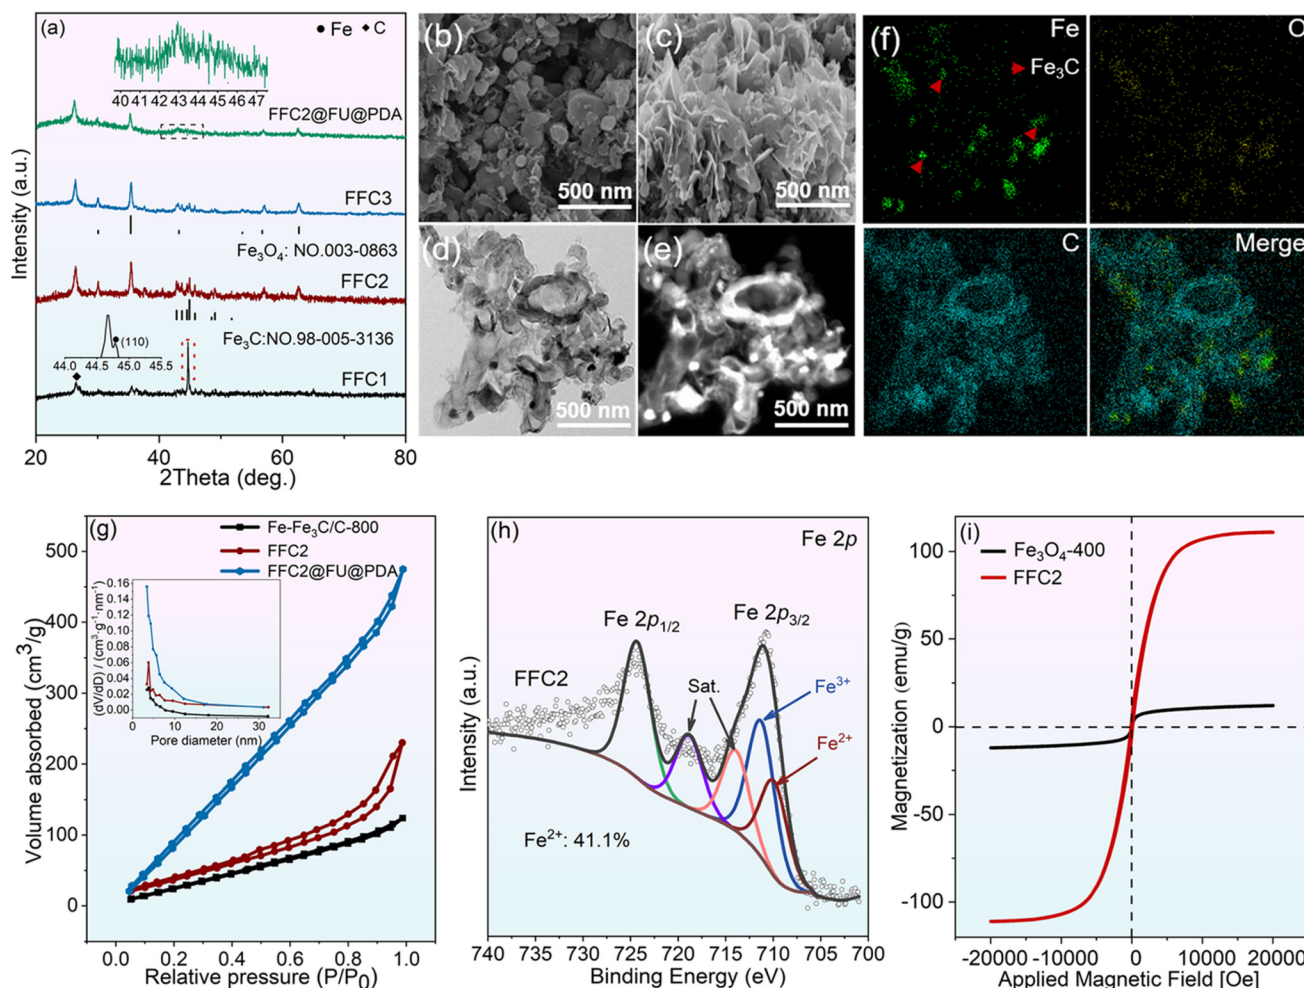 (a)
● Fe ◆ C
40 41 42 43 44 45 46 47
FFC2@FU@PDA
FFC3
Fe₃O₄: NO.003-0863
FFC2
Fe₃C:NO.98-005-3136
(110)
44.0 44.5 45.0 45.5
FFC1
20 40 60 80
2Theta (deg.)
Intensity (a.u.)
(b)
500 nm
(c)
500 nm
(d)
500 nm
(e)
500 nm
(f)
Fe
Fe₃C
O
C
Merge
(g)
Fe-Fe₃C/C-800
FFC2
FFC2@FU@PDA
500
400
300
200
100
0
Volume absorbed (cm³/g)
0.16
0.12
0.08
0.04
0.02
0.00
(dV/dD) / (cm³·g⁻¹·nm⁻¹)
0 10 20 30
Pore diameter (nm)
0.0 0.2 0.4 0.6 0.8 1.0
Relative pressure (P/P₀)
(h)
Fe 2p
Fe 2p₁/₂
Fe 2p₃/₂
FFC2
Sat.
Fe³⁺
Fe²⁺
Fe²⁺: 41.1%
Intensity (a.u.)
740 735 730 725 720 715 710 705 700
Binding Energy (eV)
(i)
Fe₃O₄-400
FFC2
100
50
0
-50
-100
Magnetization (emu/g)
-20000 -10000 0 10000 20000
Applied Magnetic Field [Oe]